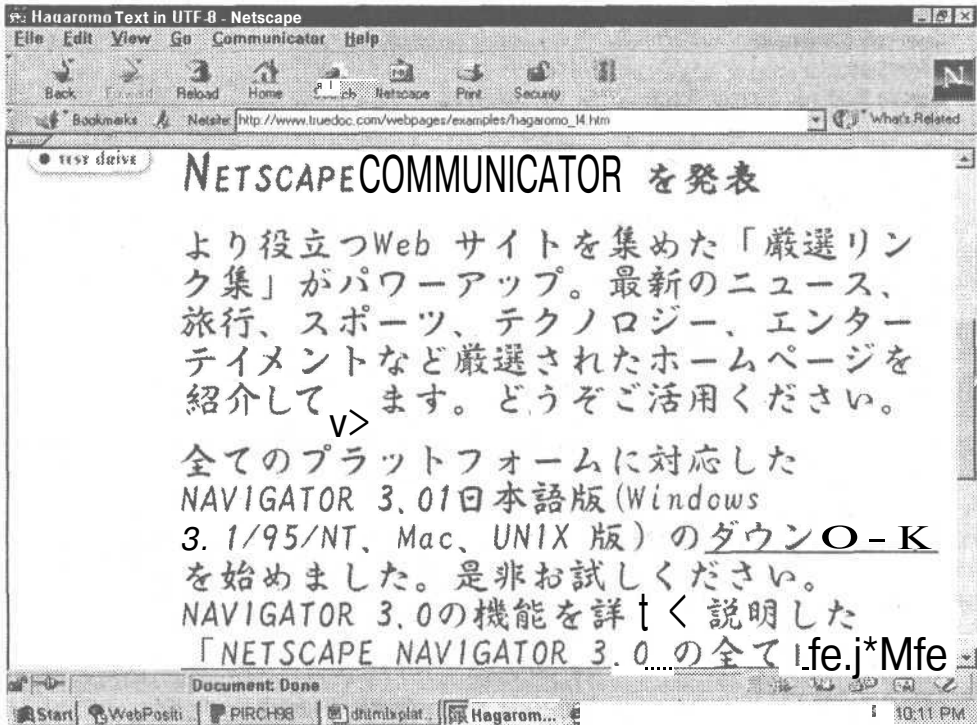 Hagaromo Text in UTF-8 - Netscape
File Edit View Go Communicator Help
Back Forward Reload Home Netscape Print Security
Bookmarks Netsite: http://www.truedoc.com/webpages/examples/hagaromo_14.htm What's Related
TEST drive
NETSCAPE COMMUNICATOR を発表
より役立つWeb サイトを集めた「厳選リン
ク集」がパワーアップ。最新のニュース、
旅行、スポーツ、テクノロジー、エンター
テイメントなど厳選されたホームページを
紹介して v> ます。どうぞご活用ください。
全てのプラットフォームに対応した
NAVIGATOR 3.01日本語版(Windows
3.1/95/NT、Mac、UNIX 版)のダウンO-K
を始めました。是非お試しください。
NAVIGATOR 3.0の機能を詳 t < 説明した
「NETSCAPE NAVIGATOR 3.0の全て .fe.j*Mfe
Document: Done
Start WebPositi... PIRCH98 dhtmlxplat... Hagarom... 10:11 PM